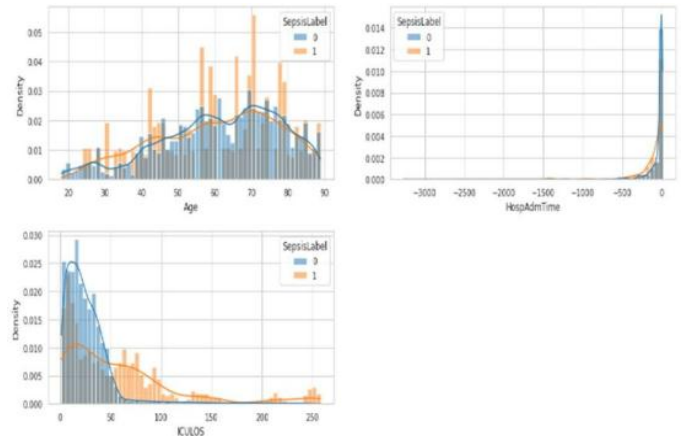 SepsisLabel
0
1
0.05
0.04
0.03
0.02
0.01
0.00
Density
20 30 40 50 60 70 80 90
Age
SepsisLabel
0
1
0.014
0.012
0.010
0.008
0.006
0.004
0.002
0.000
Density
−3000 −2500 −2000 −1500 −1000 −500 0
HospAdmTime
SepsisLabel
0
1
0.030
0.025
0.020
0.015
0.010
0.005
0.000
Density
0 50 100 150 200 250
ICULOS